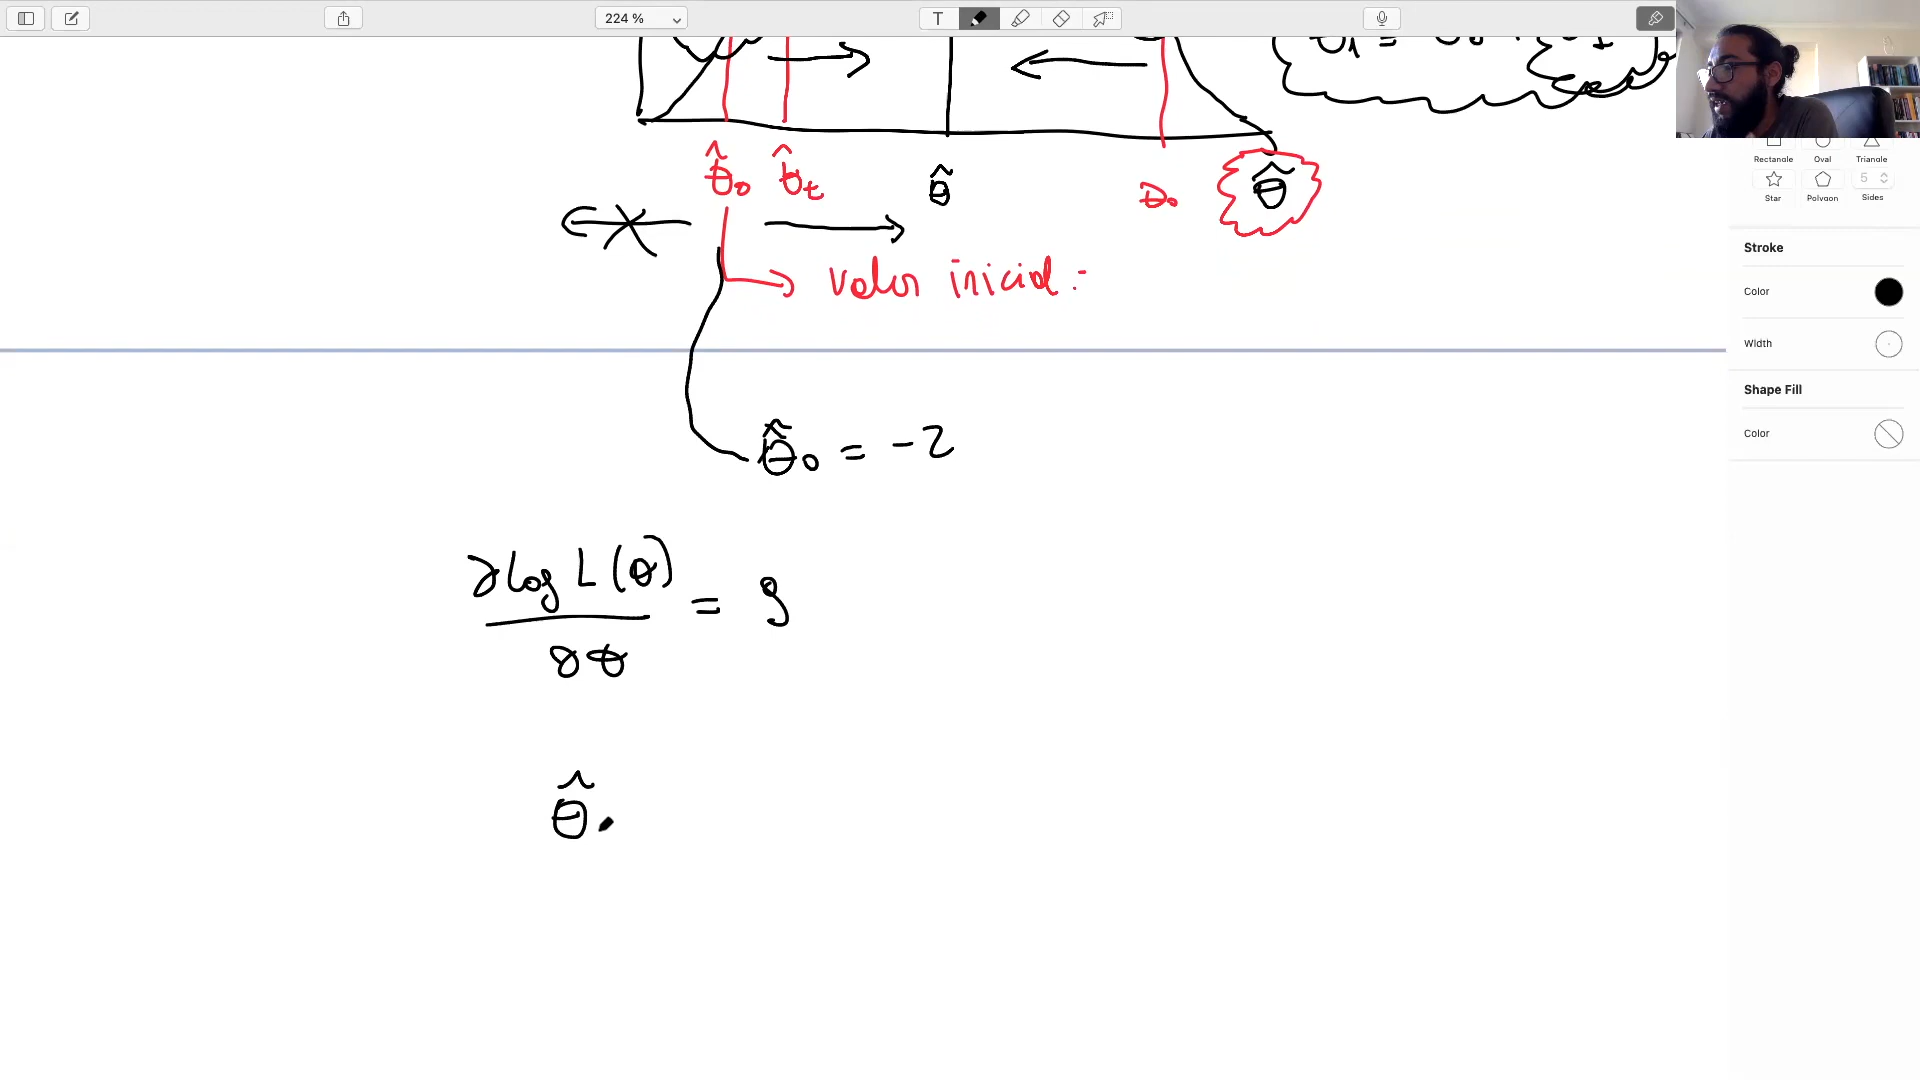 224 %
T
θ̂₀ θ̂t θ̂ θ₀ θ̂
valor inicial:
θ̂₀ = -2
∂ log L(θ)
= g
∂θ
θ̂
Rectangle Oval Triangle
5
Star Polygon Sides
Stroke
Color
Width
Shape Fill
Color